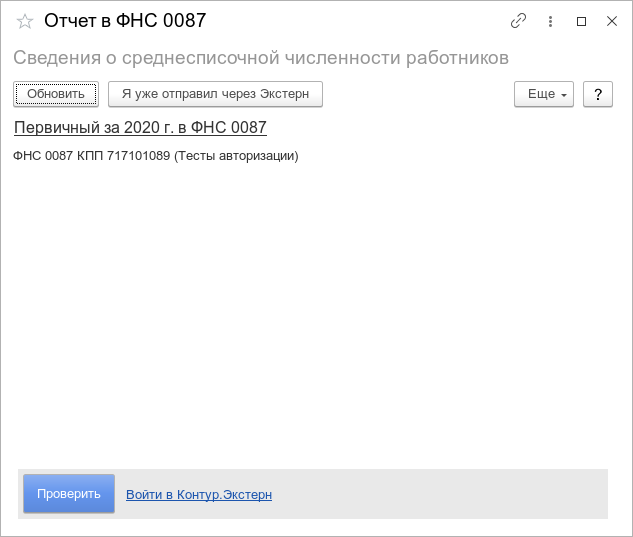 Отчет в ФНС 0087
Сведения о среднесписочной численности работников
Обновить
Я уже отправил через Экстерн
Еще
?
Первичный за 2020 г. в ФНС 0087
ФНС 0087 КПП 717101089 (Тесты авторизации)
Проверить
Войти в Контур.Экстерн